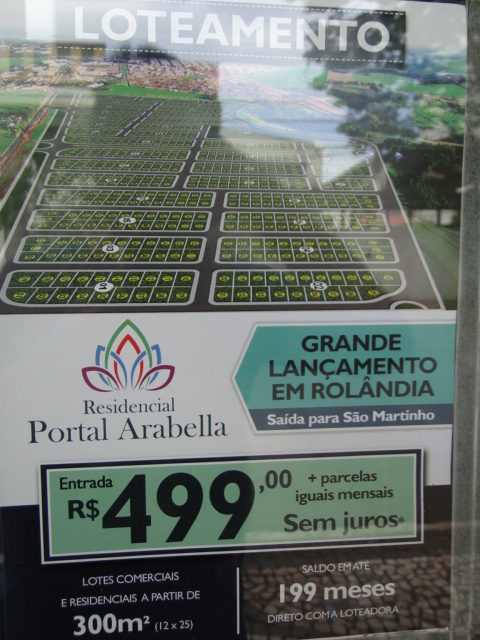 LOTEAMENTO
Residencial
Portal Arabella
GRANDE
LANÇAMENTO
EM ROLÂNDIA
Saída para São Martinho
Entrada
R$499,00
+ parcelas
iguais mensais
Sem juros*
LOTES COMERCIAIS
E RESIDENCIAIS A PARTIR DE
300m² (12 x 25)
SALDO EM ATÉ
199 meses
DIRETO COM A LOTEADORA